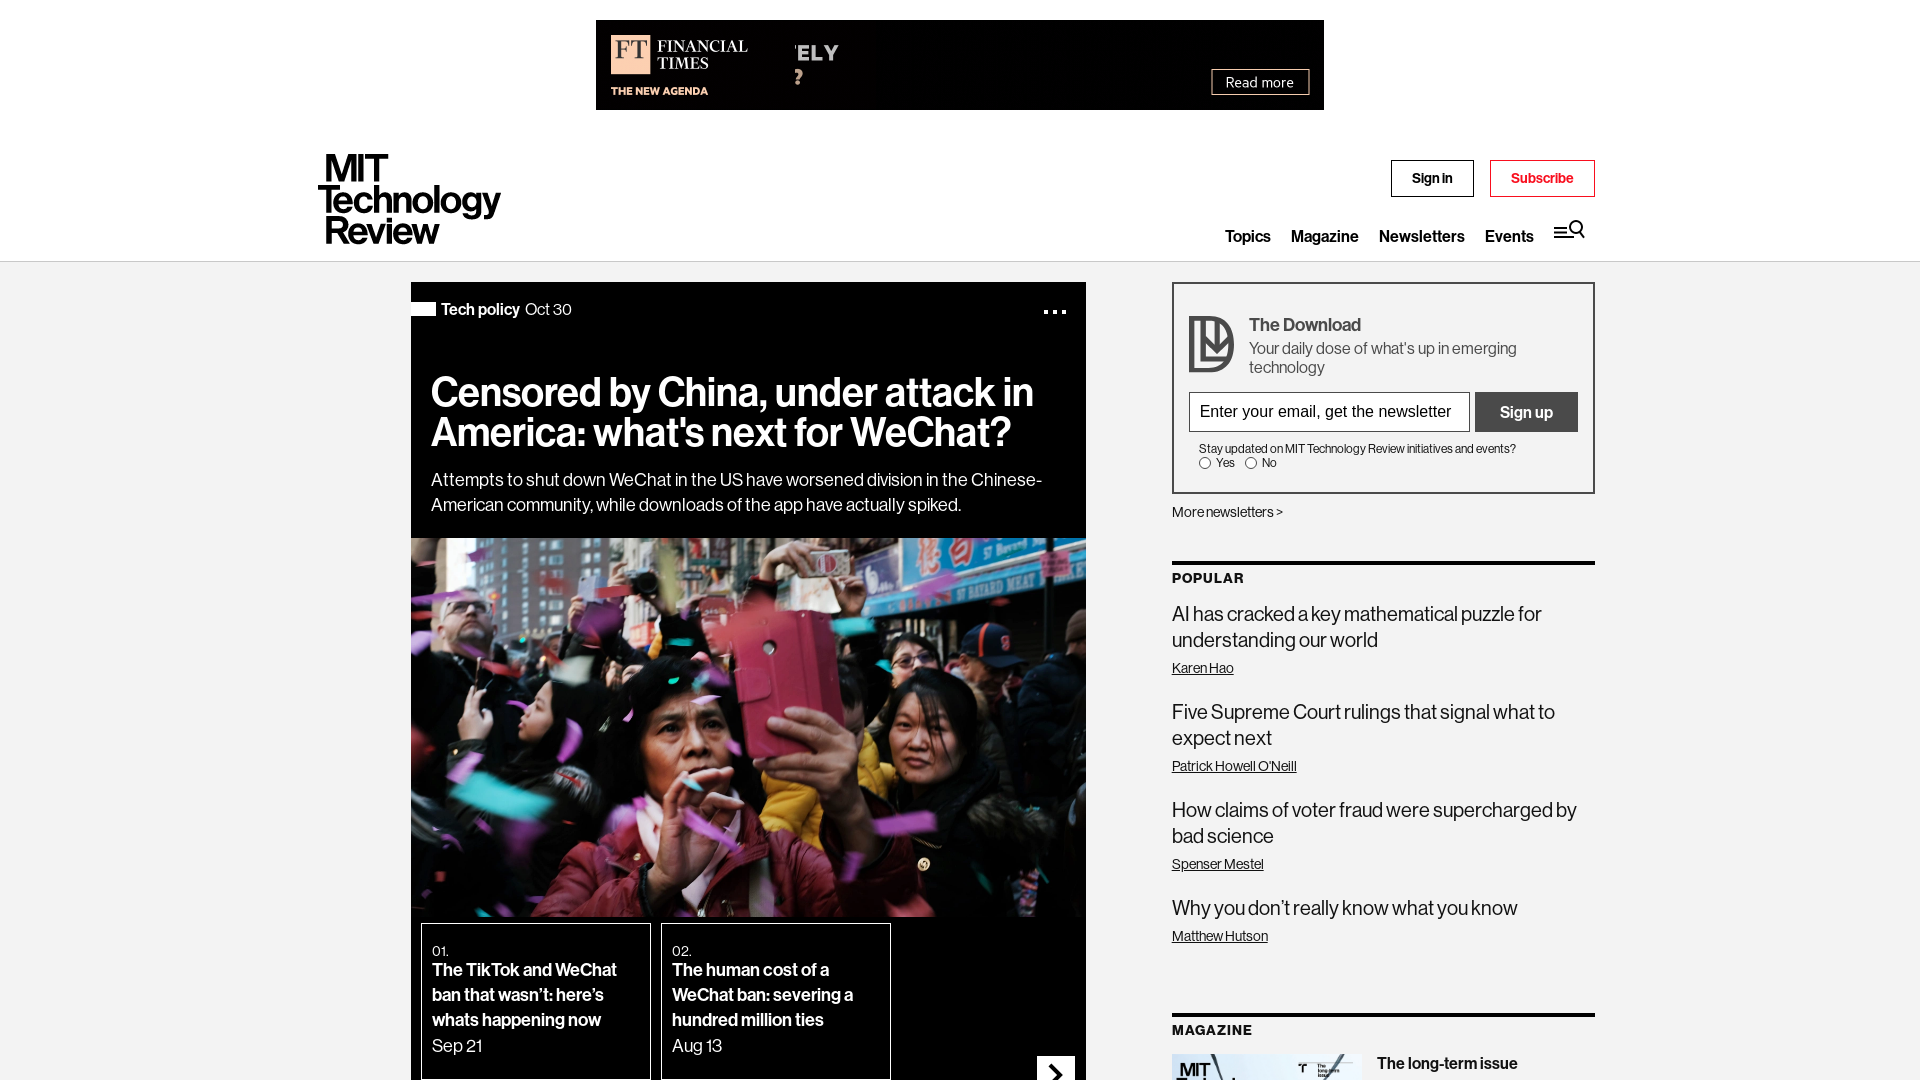 FT FINANCIAL
TIMES
THE NEW AGENDA
ELY
?
Read more
MIT
Technology
Review
Sign in
Subscribe
Topics
Magazine
Newsletters
Events
Tech policy Oct 30
Censored by China, under attack in
America: what's next for WeChat?
Attempts to shut down WeChat in the US have worsened division in the Chinese-
American community, while downloads of the app have actually spiked.
57 BAYARD MEAT
01.
The TikTok and WeChat
ban that wasn’t: here’s
whats happening now
Sep 21
02.
The human cost of a
WeChat ban: severing a
hundred million ties
Aug 13
The Download
Your daily dose of what's up in emerging
technology
Enter your email, get the newsletter
Sign up
Stay updated on MIT Technology Review initiatives and events?
Yes No
More newsletters >
POPULAR
AI has cracked a key mathematical puzzle for
understanding our world
Karen Hao
Five Supreme Court rulings that signal what to
expect next
Patrick Howell O'Neill
How claims of voter fraud were supercharged by
bad science
Spenser Mestel
Why you don’t really know what you know
Matthew Hutson
MAGAZINE
MIT
The long-term issue